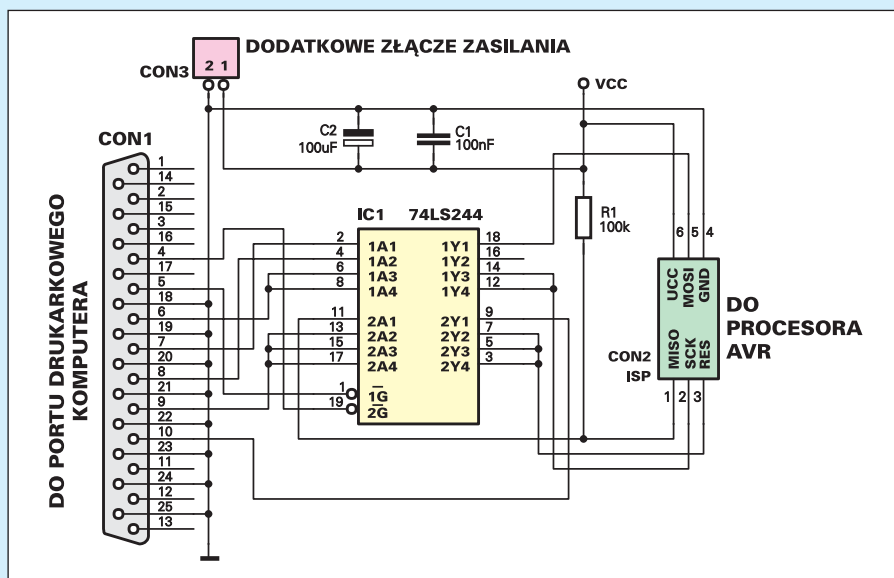 DODATKOWE ZŁĄCZE ZASILANIA
CON3
2 1
VCC
CON1
C2
100uF
C1
100nF
DO PORTU DRUKARKOWEGO
KOMPUTERA
1
14
2
15
3
16
4
17
5
18
6
19
7
20
8
21
9
22
10
23
11
24
12
25
13
IC1 74LS244
2 1A1 1Y1 18
4 1A2 1Y2 16
6 1A3 1Y3 14
8 1A4 1Y4 12
11 2A1 2Y1 9
13 2A2 2Y2 7
15 2A3 2Y3 5
17 2A4 2Y4 3
1 1G
19 2G
R1
100k
6 5 4
UCC MOSI GND
MISO SCK RES
1 2 3
CON2
ISP
DO
PROCESORA
AVR